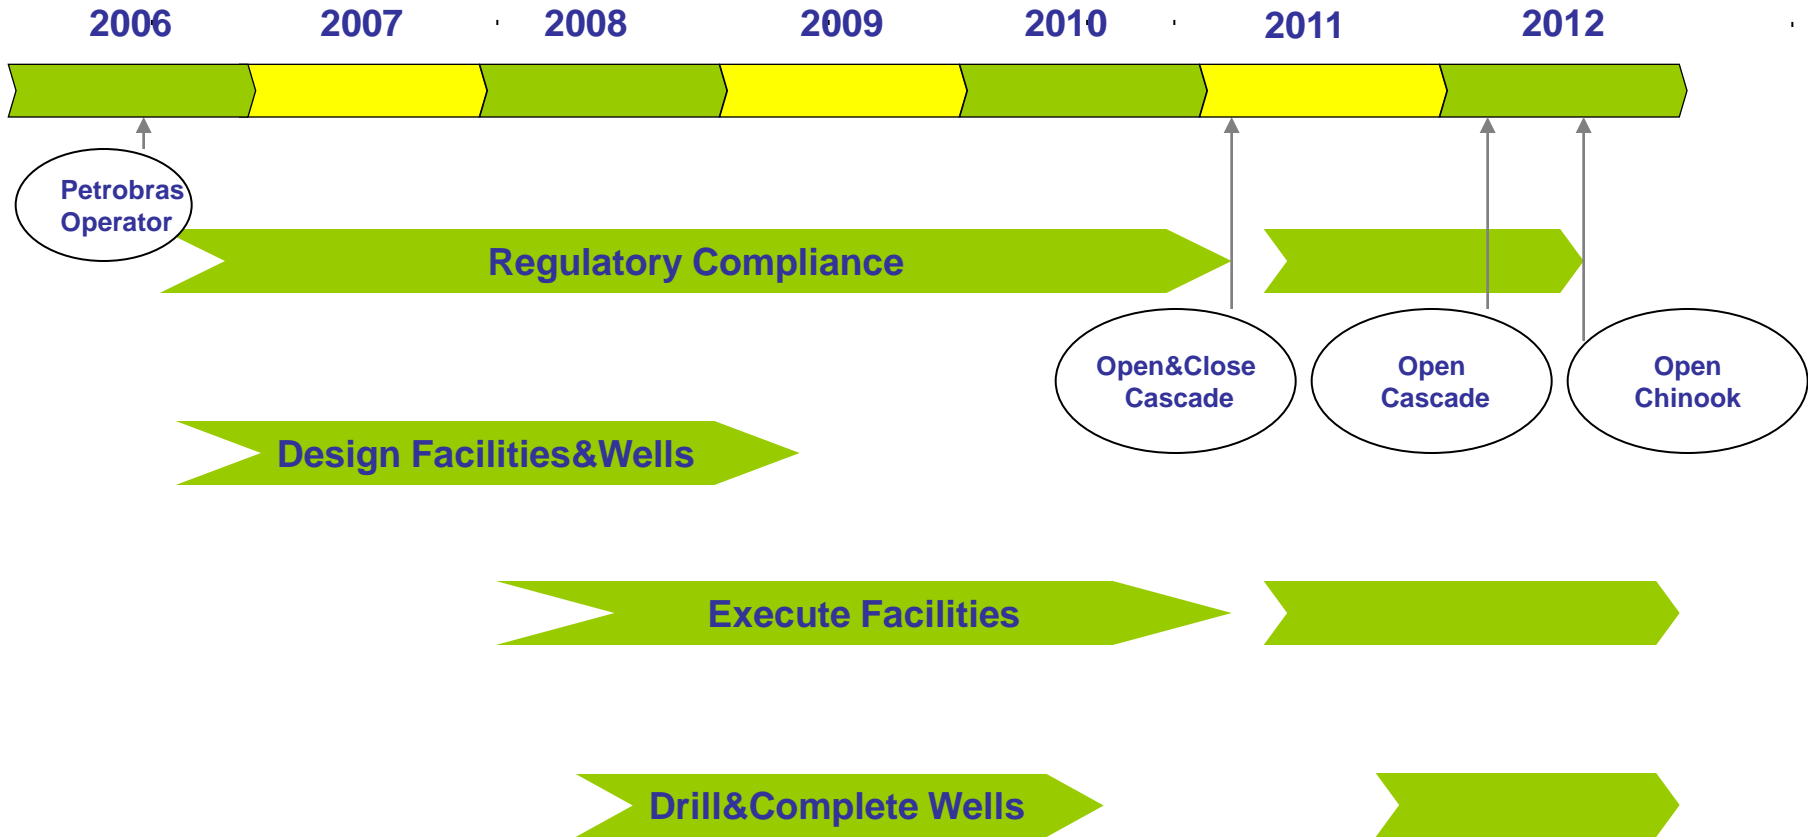 2006 2007 2008 2009 2010 2011 2012
Petrobras
Operator
Regulatory Compliance
Open&Close
Cascade
Open
Cascade
Open
Chinook
Design Facilities&Wells
Execute Facilities
Drill&Complete Wells